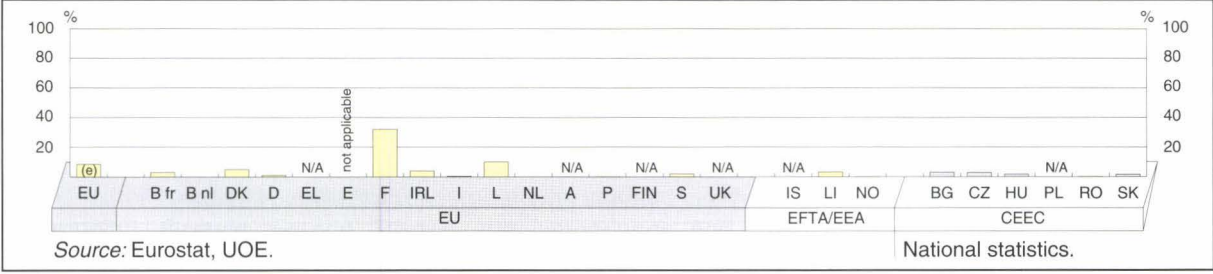 % %
100 100
80 80
60 60
40 40
20 20
(e) N/A not applicable N/A N/A N/A N/A N/A
EU B fr B nl DK D EL E F IRL I L NL A P FIN S UK IS LI NO BG CZ HU PL RO SK
EU EFTA/EEA CEEC
Source: Eurostat, UOE. National statistics.